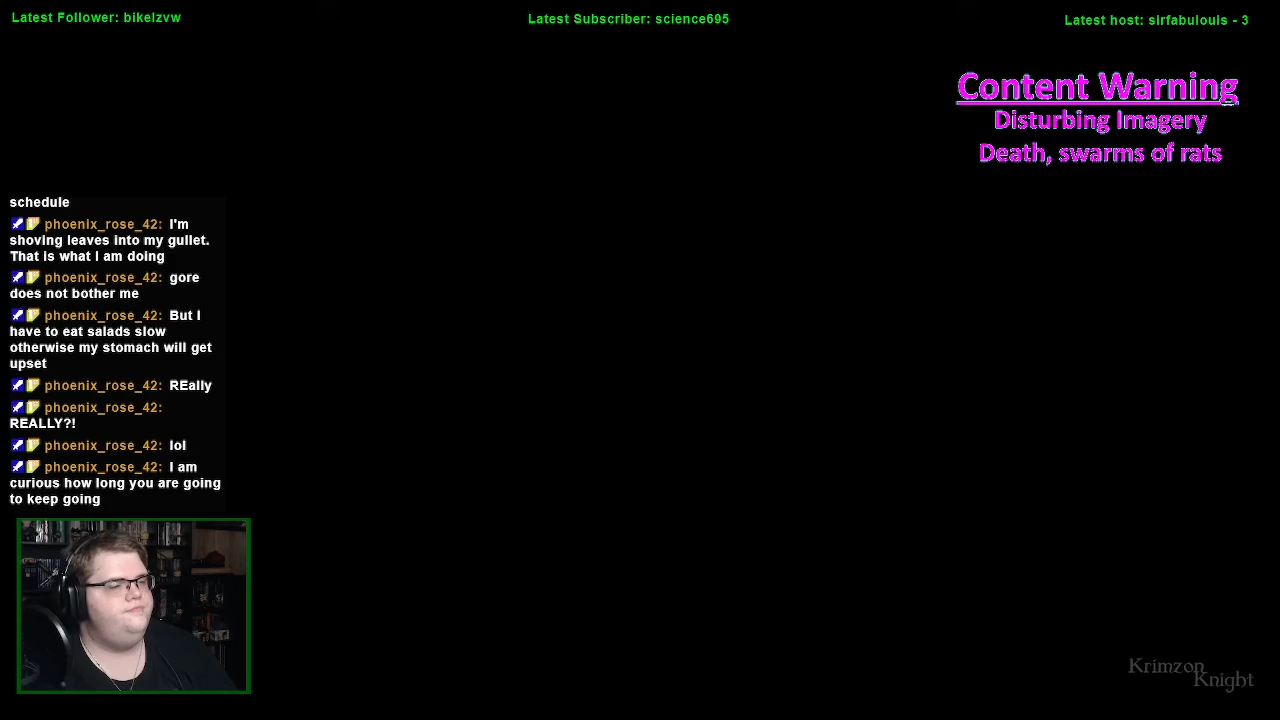 Latest Follower: bikelzvw
Latest Subscriber: science695
Latest host: sirfabulouls - 3
Content Warning
Disturbing Imagery
Death, swarms of rats
schedule
phoenix_rose_42: I'm
shoving leaves into my gullet.
That is what I am doing
phoenix_rose_42: gore
does not bother me
phoenix_rose_42: But I
have to eat salads slow
otherwise my stomach will get
upset
phoenix_rose_42: REally
phoenix_rose_42:
REALLY?!
phoenix_rose_42: lol
phoenix_rose_42: I am
curious how long you are going
to keep going
Krimzon
Knight